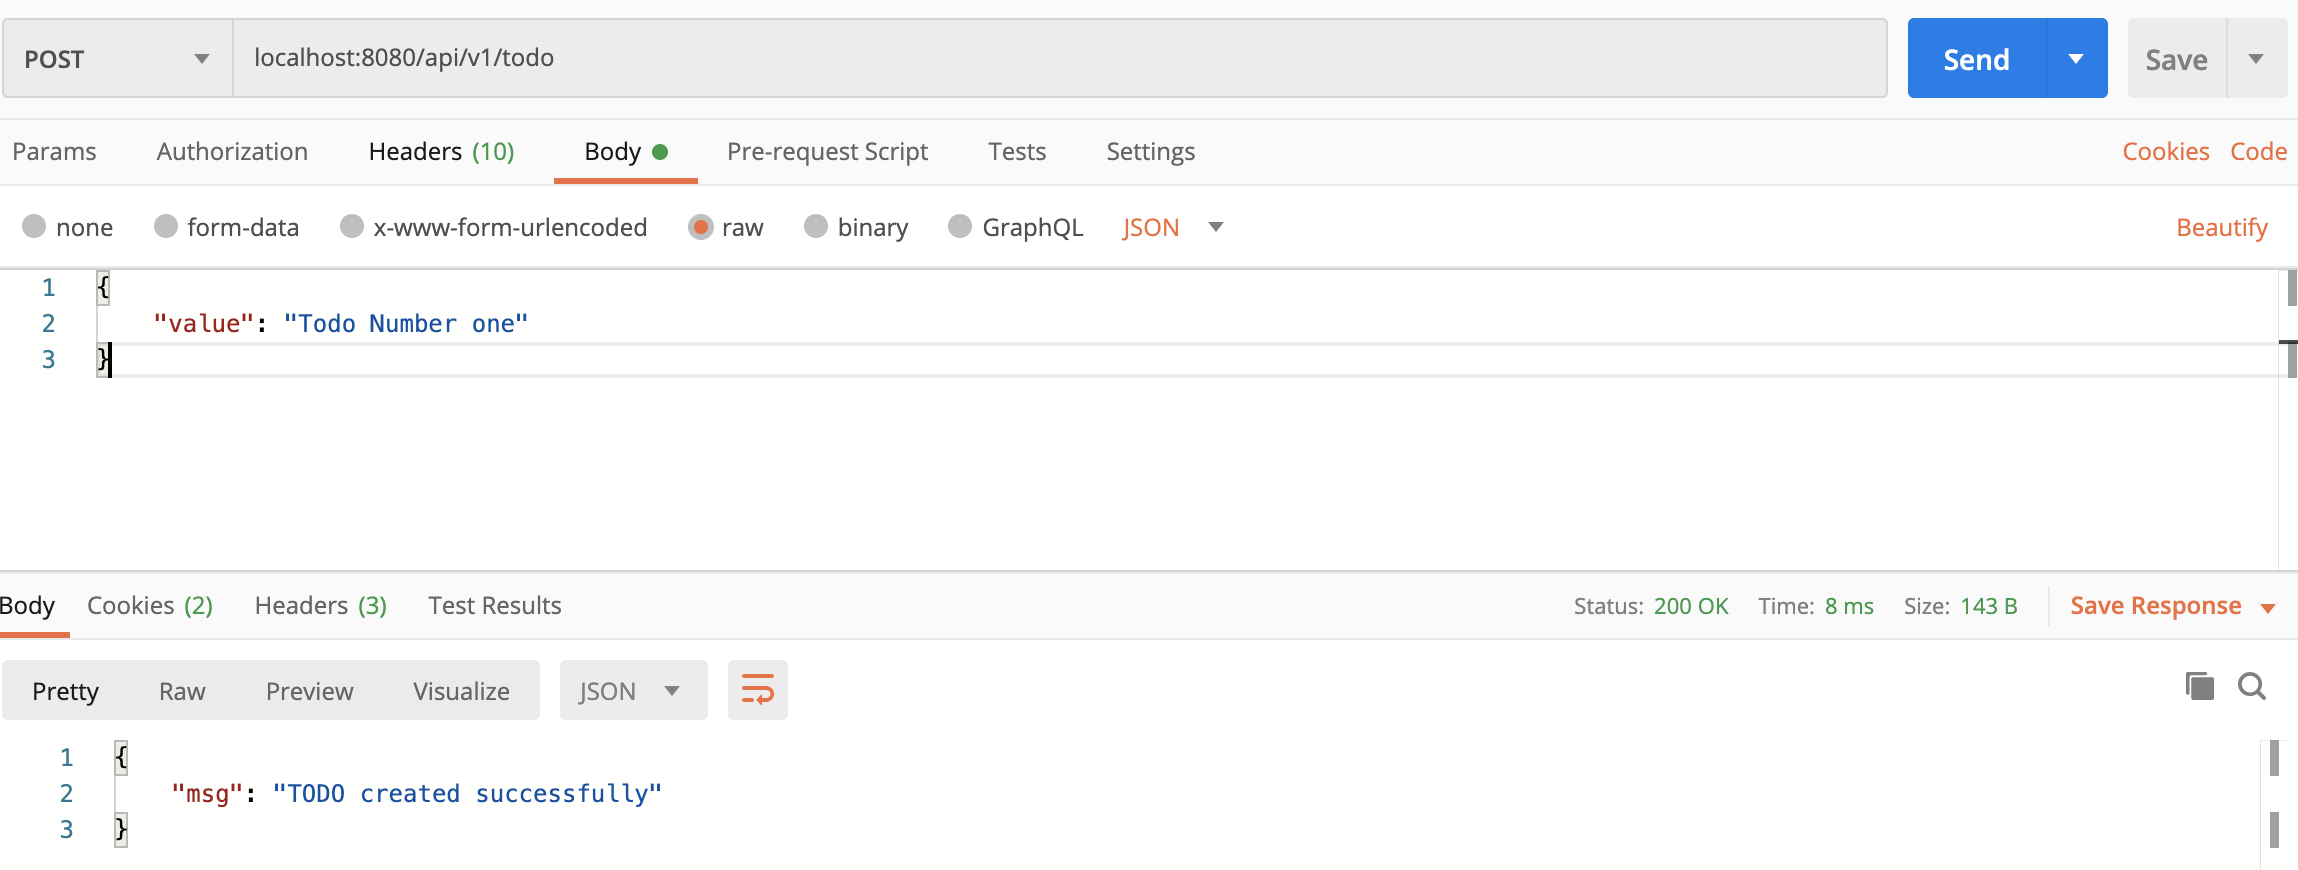 POST localhost:8080/api/v1/todo Send Save
Params Authorization Headers (10) Body Pre-request Script Tests Settings Cookies Code
none form-data x-www-form-urlencoded raw binary GraphQL JSON Beautify
1 {
2 "value": "Todo Number one"
3 }
Body Cookies (2) Headers (3) Test Results Status: 200 OK Time: 8 ms Size: 143 B Save Response
Pretty Raw Preview Visualize JSON
1 {
2 "msg": "TODO created successfully"
3 }